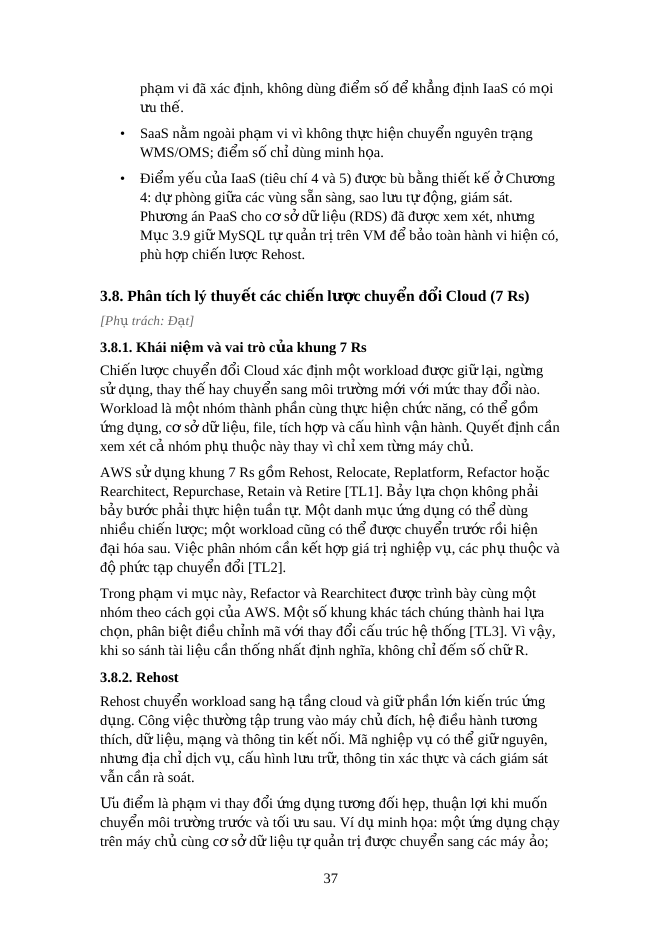 phạm vi đã xác định, không dùng điểm số để khẳng định IaaS có mọi
ưu thế.
• SaaS nằm ngoài phạm vi vì không thực hiện chuyển nguyên trạng
WMS/OMS; điểm số chỉ dùng minh họa.
• Điểm yếu của IaaS (tiêu chí 4 và 5) được bù bằng thiết kế ở Chương
4: dự phòng giữa các vùng sẵn sàng, sao lưu tự động, giám sát.
Phương án PaaS cho cơ sở dữ liệu (RDS) đã được xem xét, nhưng
Mục 3.9 giữ MySQL tự quản trị trên VM để bảo toàn hành vi hiện có,
phù hợp chiến lược Rehost.
3.8. Phân tích lý thuyết các chiến lược chuyển đổi Cloud (7 Rs)
[Phụ trách: Đạt]
3.8.1. Khái niệm và vai trò của khung 7 Rs
Chiến lược chuyển đổi Cloud xác định một workload được giữ lại, ngừng
sử dụng, thay thế hay chuyển sang môi trường mới với mức thay đổi nào.
Workload là một nhóm thành phần cùng thực hiện chức năng, có thể gồm
ứng dụng, cơ sở dữ liệu, file, tích hợp và cấu hình vận hành. Quyết định cần
xem xét cả nhóm phụ thuộc này thay vì chỉ xem từng máy chủ.
AWS sử dụng khung 7 Rs gồm Rehost, Relocate, Replatform, Refactor hoặc
Rearchitect, Repurchase, Retain và Retire [TL1]. Bảy lựa chọn không phải
bảy bước phải thực hiện tuần tự. Một danh mục ứng dụng có thể dùng
nhiều chiến lược; một workload cũng có thể được chuyển trước rồi hiện
đại hóa sau. Việc phân nhóm cần kết hợp giá trị nghiệp vụ, các phụ thuộc và
độ phức tạp chuyển đổi [TL2].
Trong phạm vi mục này, Refactor và Rearchitect được trình bày cùng một
nhóm theo cách gọi của AWS. Một số khung khác tách chúng thành hai lựa
chọn, phân biệt điều chỉnh mã với thay đổi cấu trúc hệ thống [TL3]. Vì vậy,
khi so sánh tài liệu cần thống nhất định nghĩa, không chỉ đếm số chữ R.
3.8.2. Rehost
Rehost chuyển workload sang hạ tầng cloud và giữ phần lớn kiến trúc ứng
dụng. Công việc thường tập trung vào máy chủ đích, hệ điều hành tương
thích, dữ liệu, mạng và thông tin kết nối. Mã nghiệp vụ có thể giữ nguyên,
nhưng địa chỉ dịch vụ, cấu hình lưu trữ, thông tin xác thực và cách giám sát
vẫn cần rà soát.
Ưu điểm là phạm vi thay đổi ứng dụng tương đối hẹp, thuận lợi khi muốn
chuyển môi trường trước và tối ưu sau. Ví dụ minh họa: một ứng dụng chạy
trên máy chủ cùng cơ sở dữ liệu tự quản trị được chuyển sang các máy ảo;
37